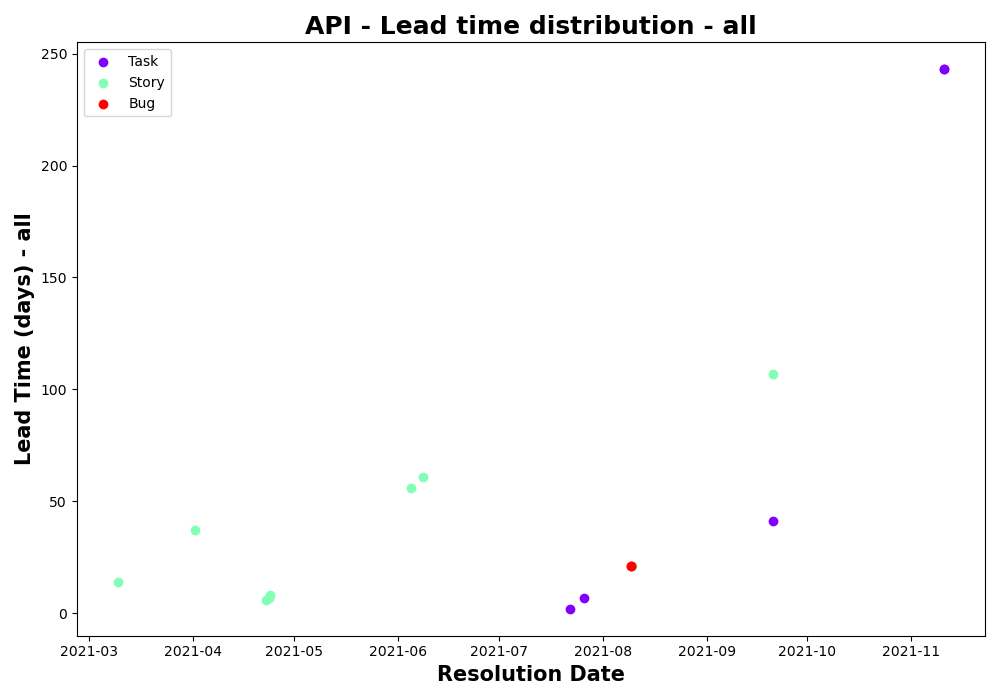 API - Lead time distribution - all
Task
Story
Bug
Lead Time (days) - all
250
200
150
100
50
0
2021-03
2021-04
2021-05
2021-06
2021-07
2021-08
2021-09
2021-10
2021-11
Resolution Date